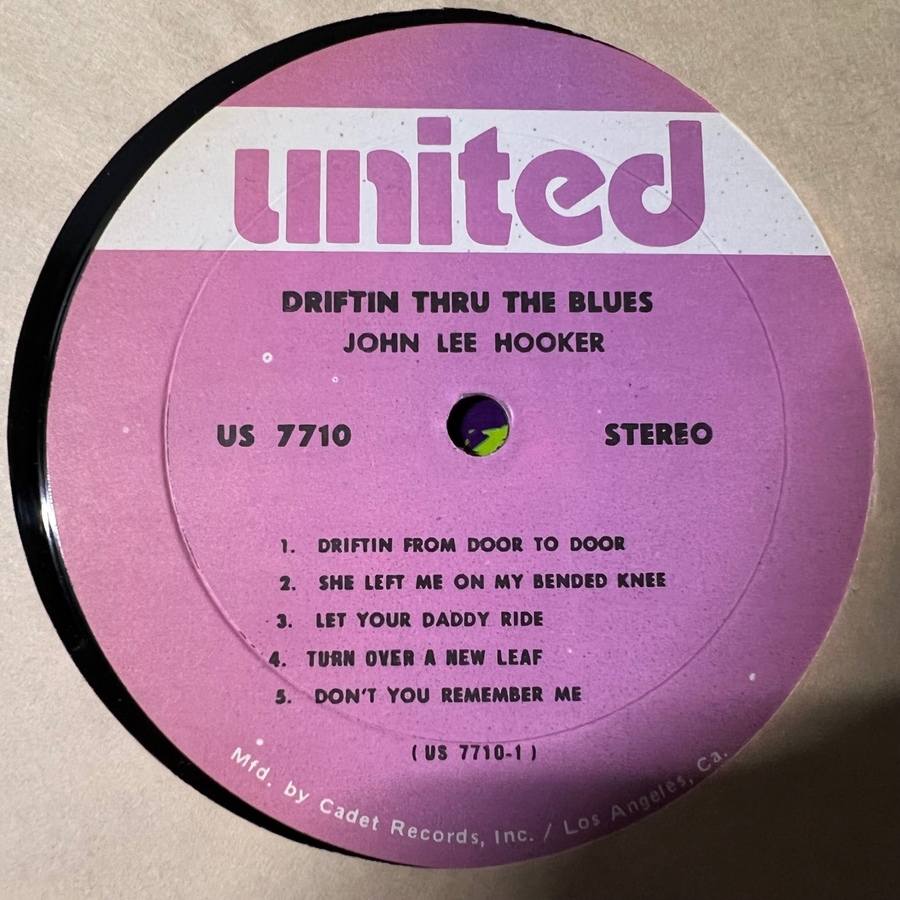 united
DRIFTIN THRU THE BLUES
JOHN LEE HOOKER
US 7710 STEREO
1. DRIFTIN FROM DOOR TO DOOR
2. SHE LEFT ME ON MY BENDED KNEE
3. LET YOUR DADDY RIDE
4. TURN OVER A NEW LEAF
5. DON'T YOU REMEMBER ME
( US 7710-1 )
Mfd. by Cadet Records, Inc. / Los Angeles, Ca.